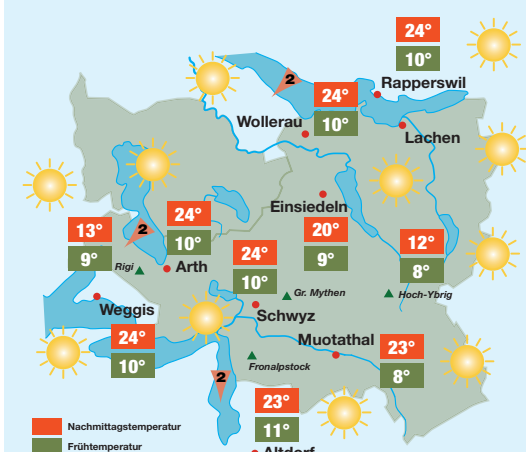 24°
10°
Rapperswil
2
24°
10°
Wollerau
Lachen
Einsiedeln
24°
10°
13°
9°
2
Rigi
Arth
20°
9°
12°
8°
24°
10°
Gr. Mythen
Hoch-Ybrig
Weggis
Schwyz
24°
10°
Muotathal
23°
8°
Fronalpstock
2
23°
11°
Altdorf
Nachmittagstemperatur
Frühtemperatur